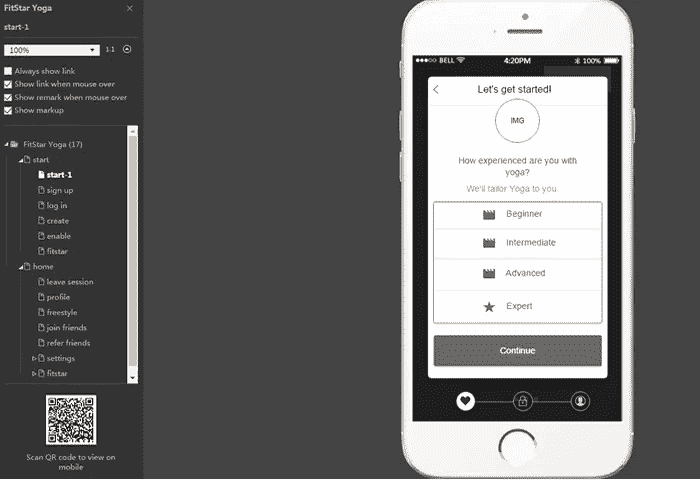 FitStar Yoga
start-1
100%
1:1
Always show link
Show link when mouse over
Show remark when mouse over
Show markup
FitStar Yoga (17)
start
start-1
sign up
log in
create
enable
fitstar
home
leave session
profile
freestyle
join friends
refer friends
settings
fitstar
Scan QR code to view on
mobile
BELL 4:20PM 100%
Let's get started!
IMG
How experienced are you with
yoga?
We'll tailor Yoga to you
Beginner
Intermediate
Advanced
Expert
Continue